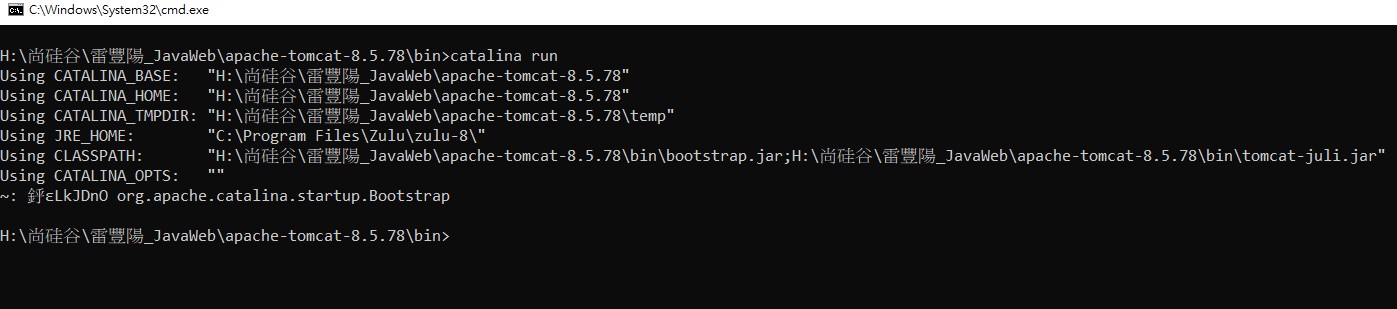 C:\Windows\System32\cmd.exe
H:\尚硅谷\雷豐陽_JavaWeb\apache-tomcat-8.5.78\bin>catalina run
Using CATALINA_BASE:   "H:\尚硅谷\雷豐陽_JavaWeb\apache-tomcat-8.5.78"
Using CATALINA_HOME:   "H:\尚硅谷\雷豐陽_JavaWeb\apache-tomcat-8.5.78"
Using CATALINA_TMPDIR: "H:\尚硅谷\雷豐陽_JavaWeb\apache-tomcat-8.5.78\temp"
Using JRE_HOME:        "C:\Program Files\Zulu\zulu-8\"
Using CLASSPATH:       "H:\尚硅谷\雷豐陽_JavaWeb\apache-tomcat-8.5.78\bin\bootstrap.jar;H:\尚硅谷\雷豐陽_JavaWeb\apache-tomcat-8.5.78\bin\tomcat-juli.jar"
Using CATALINA_OPTS:   ""
~: 釪εLkJDnO org.apache.catalina.startup.Bootstrap
H:\尚硅谷\雷豐陽_JavaWeb\apache-tomcat-8.5.78\bin>